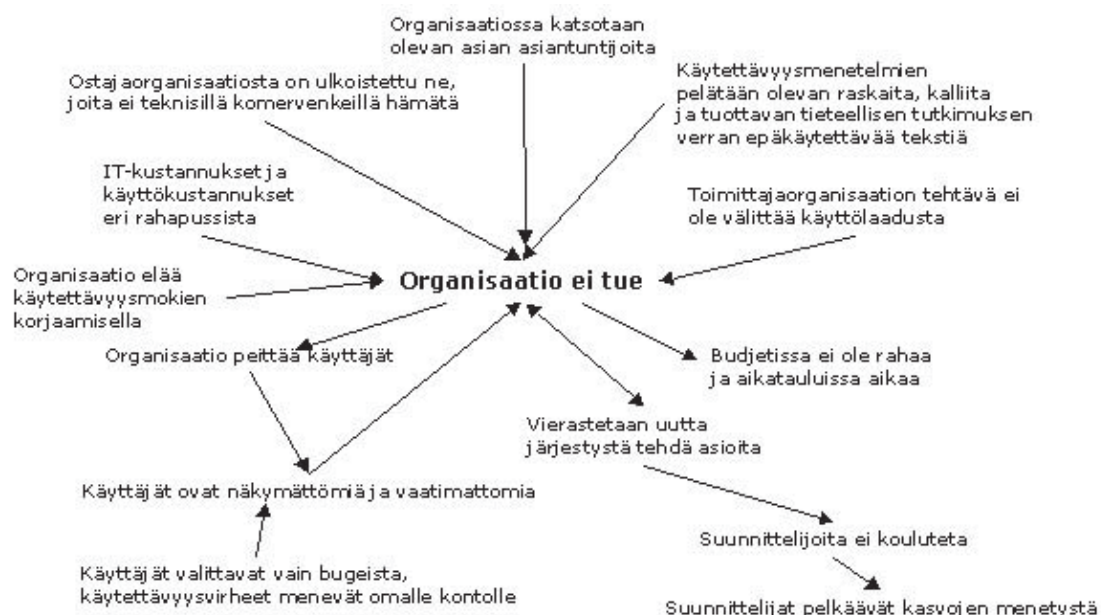 Organisaatiossa katsotaan
olevan asian asiantuntijoita
Ostajaorganisaatiosta on ulkoistettu ne,
joita ei teknisillä komervenkeillä hämätä
Käytettävyysmenetelmien
pelätään olevan raskaita, kalliita
ja tuottavan tieteellisen tutkimuksen
verran epäkäytettävää tekstiä
IT-kustannukset ja
käyttökustannukset
eri rahapussista
Toimittajaorganisaation tehtävä ei
ole välittää käyttölaadusta
Organisaatio elää
käytettävyysmokien
korjaamisella
Organisaatio ei tue
Organisaatio peittää käyttäjät
Budjetissa ei ole rahaa
ja aikatauluissa aikaa
Vierastetaan uutta
järjestystä tehdä asioita
Käyttäjät ovat näkymättömiä ja vaatimattomia
Suunnittelijoita ei kouluteta
Käyttäjät valittavat vain bugeista,
käytettävyysvirheet menevät omalle kontolle
Suunnittelijat pelkäävät kasvojen menetystä